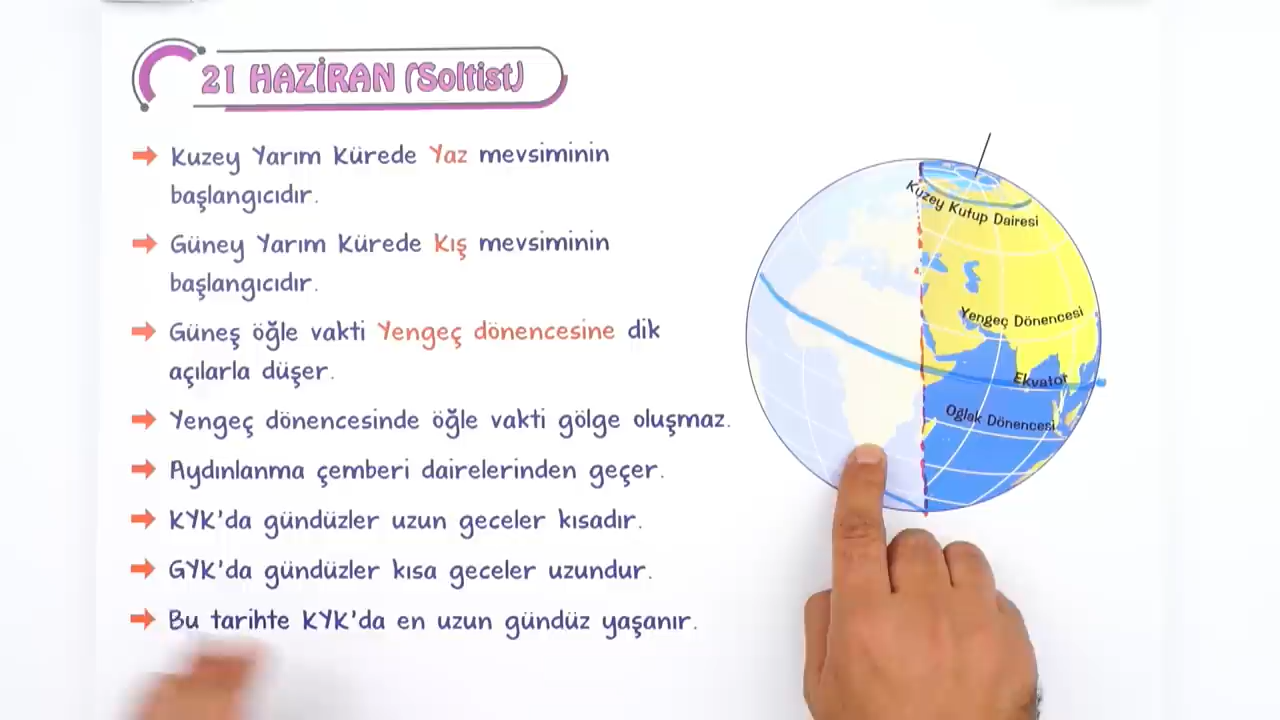 21 HAZİRAN (Soltist)
Kuzey Yarım Kürede Yaz mevsiminin
başlangıcıdır.
Güney Yarım Kürede Kış mevsiminin
başlangıcıdır.
Güneş öğle vakti Yengeç dönencesine dik
açılarla düşer.
Yengeç dönencesinde öğle vakti gölge oluşmaz.
Aydınlanma çemberi dairelerinden geçer.
KYK'da gündüzler uzun geceler kısadır.
GYK'da gündüzler kısa geceler uzundur.
Bu tarihte KYK'da en uzun gündüz yaşanır.
Kuzey Kutup Dairesi
Yengeç Dönencesi
Ekvator
Oğlak Dönencesi